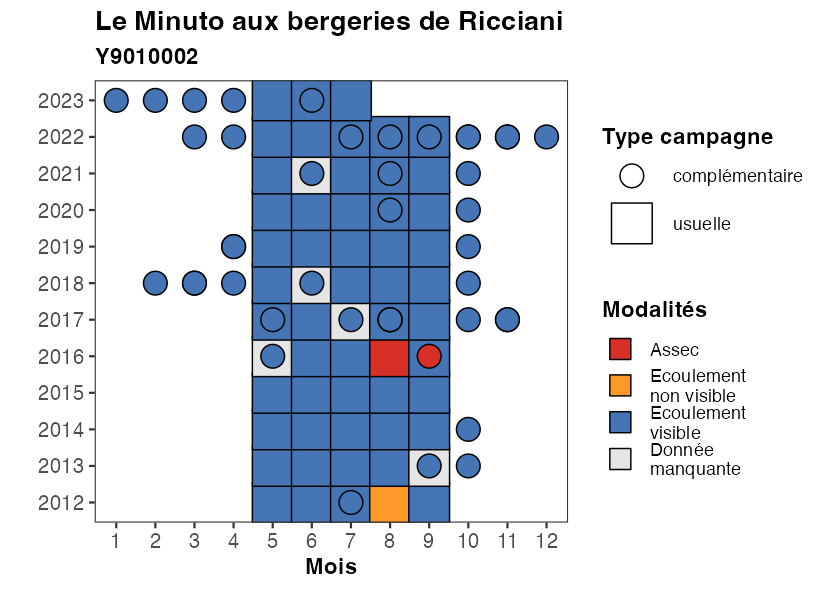 Le Minuto aux bergeries de Ricciani
Y9010002
2023
2022
2021
2020
2019
2018
2017
2016
2015
2014
2013
2012
1 2 3 4 5 6 7 8 9 10 11 12
Mois
Type campagne
complémentaire
usuelle
Modalités
Assec
Ecoulement
non visible
Ecoulement
visible
Donnée
manquante